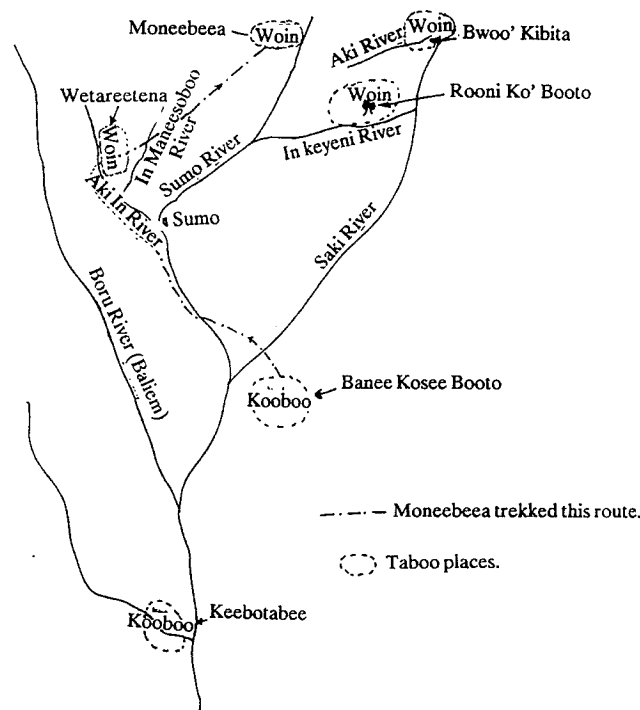 Moneebeea
Woin
Aki River
Woin
Bwoo' Kibita
Wetareetena
Woin
In Maneesoboo
River
Woin
Rooni Ko' Booto
Sumo River
In keyeni River
Aki In River
Sumo
Saki River
Boru River (Baliem)
Kooboo
Banee Kosee Booto
Moneebeea trekked this route.
Taboo places.
Kooboo
Keebotabee